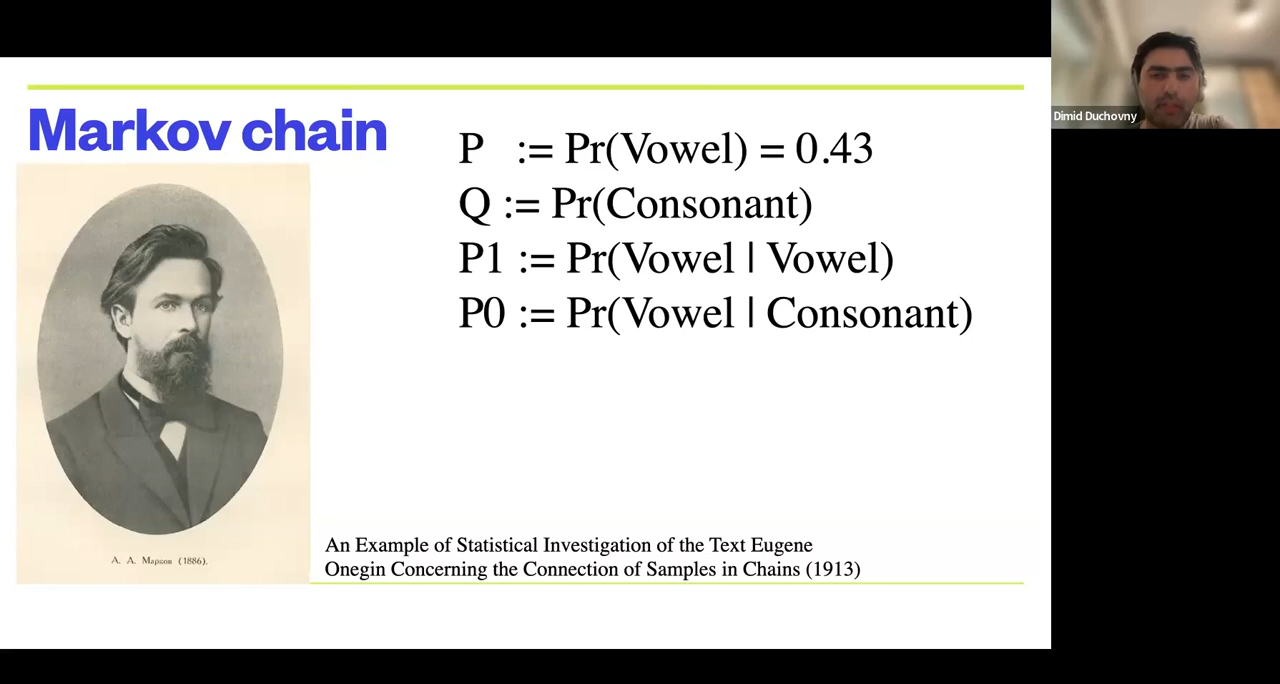 Markov chain
P := Pr(Vowel) = 0.43
Q := Pr(Consonant)
P1 := Pr(Vowel | Vowel)
P0 := Pr(Vowel | Consonant)
А. А. Марков (1886).
An Example of Statistical Investigation of the Text Eugene
Onegin Concerning the Connection of Samples in Chains (1913)
Dimid Duchovny